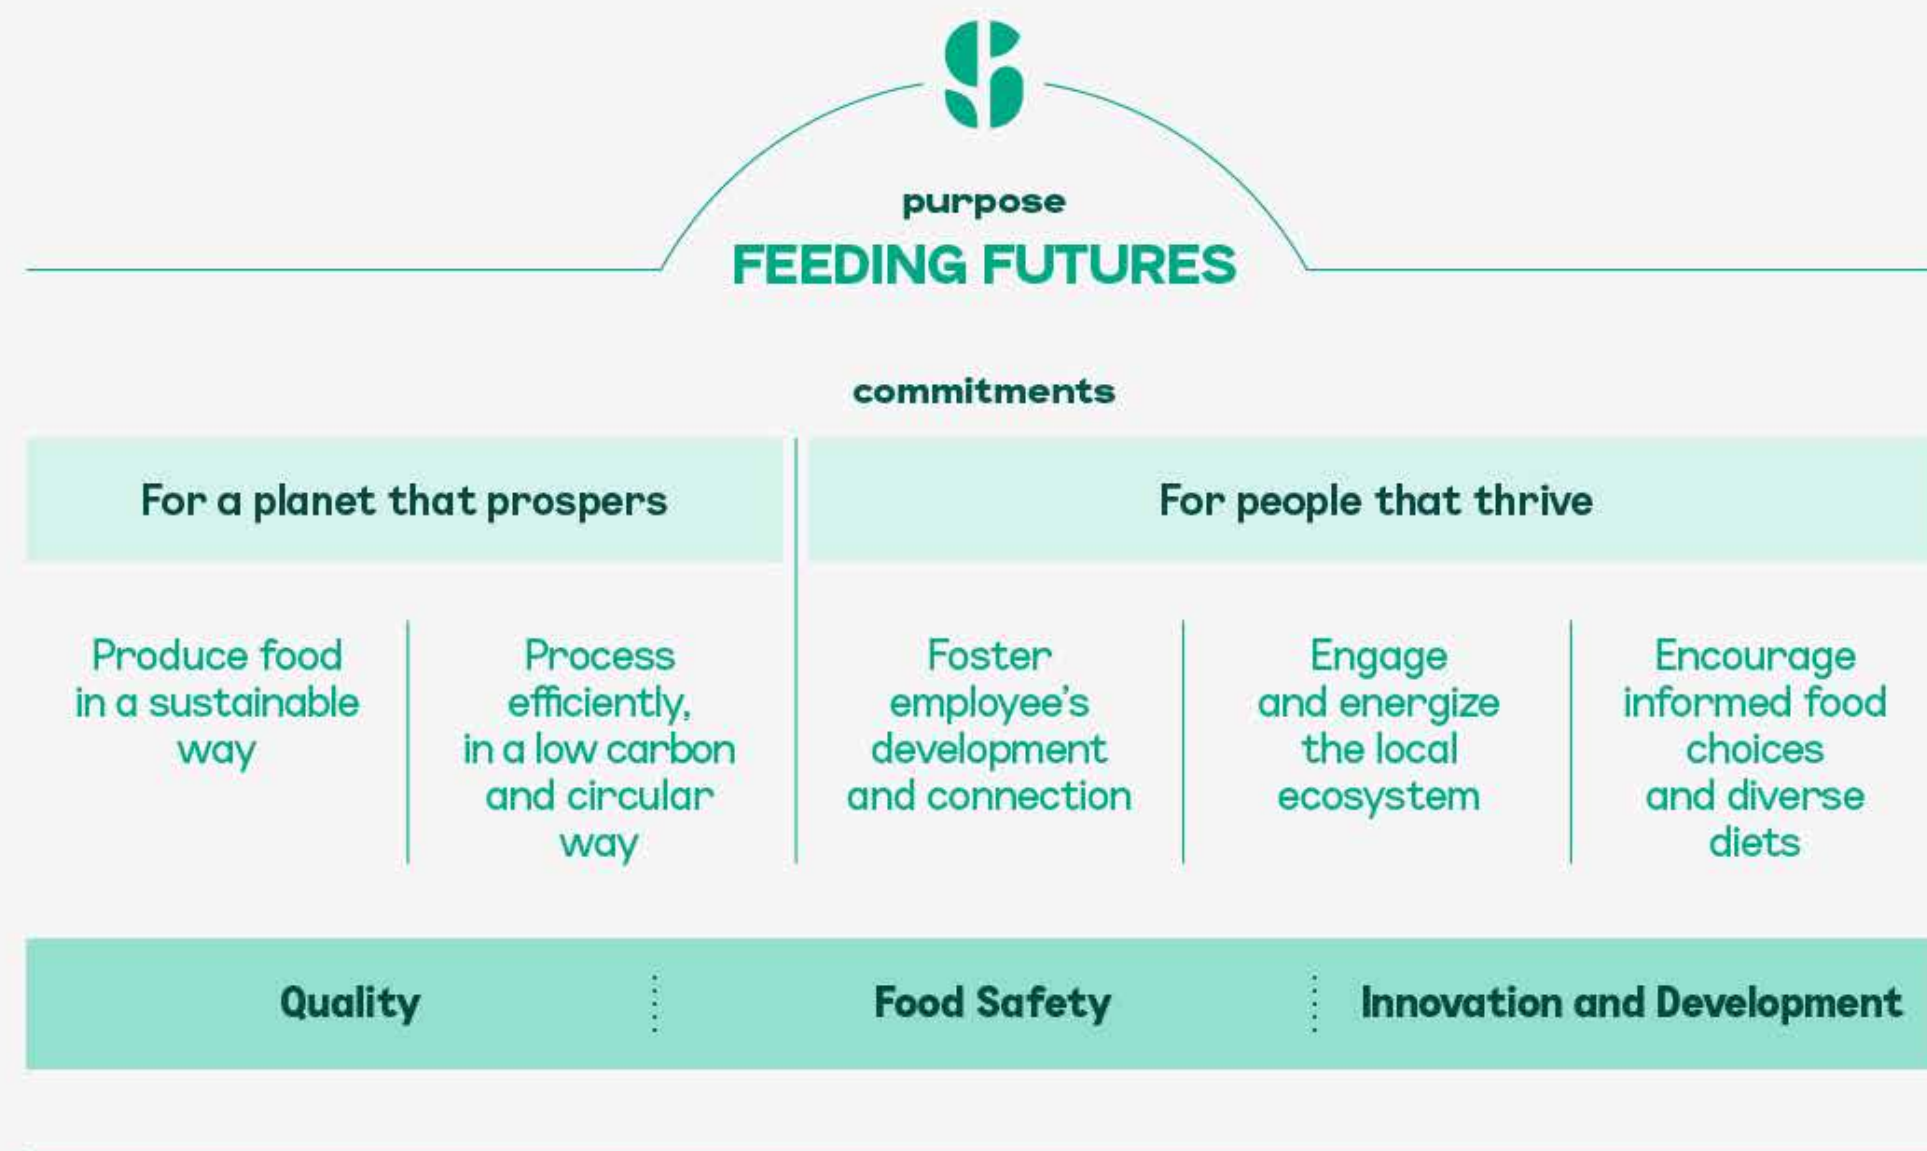 purpose
FEEDING FUTURES
commitments
For a planet that prospers
For people that thrive
Produce food
in a sustainable
way
Process
efficiently,
in a low carbon
and circular
way
Foster
employee's
development
and connection
Engage
and energize
the local
ecosystem
Encourage
informed food
choices
and diverse
diets
Quality
Food Safety
Innovation and Development